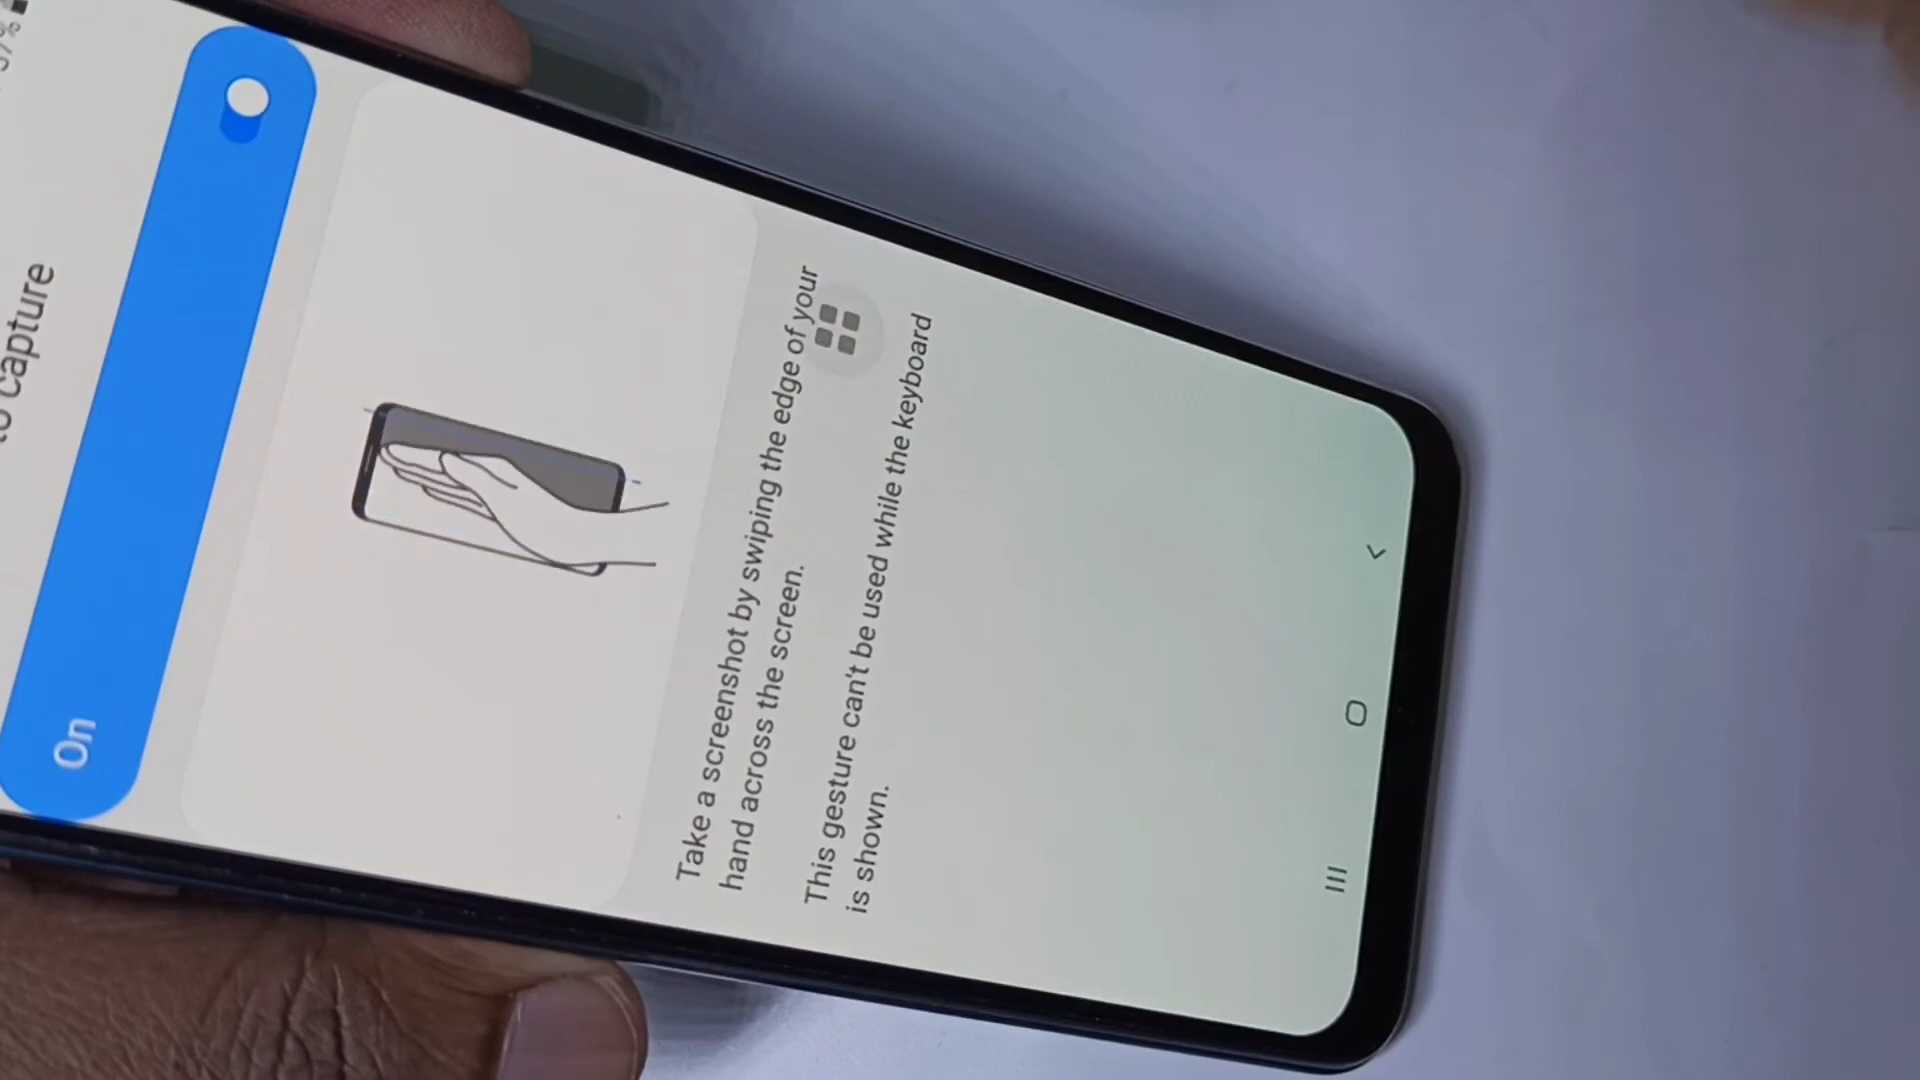 to capture
On
Take a screenshot by swiping the edge of your
hand across the screen.
This gesture can't be used while the keyboard
is shown.